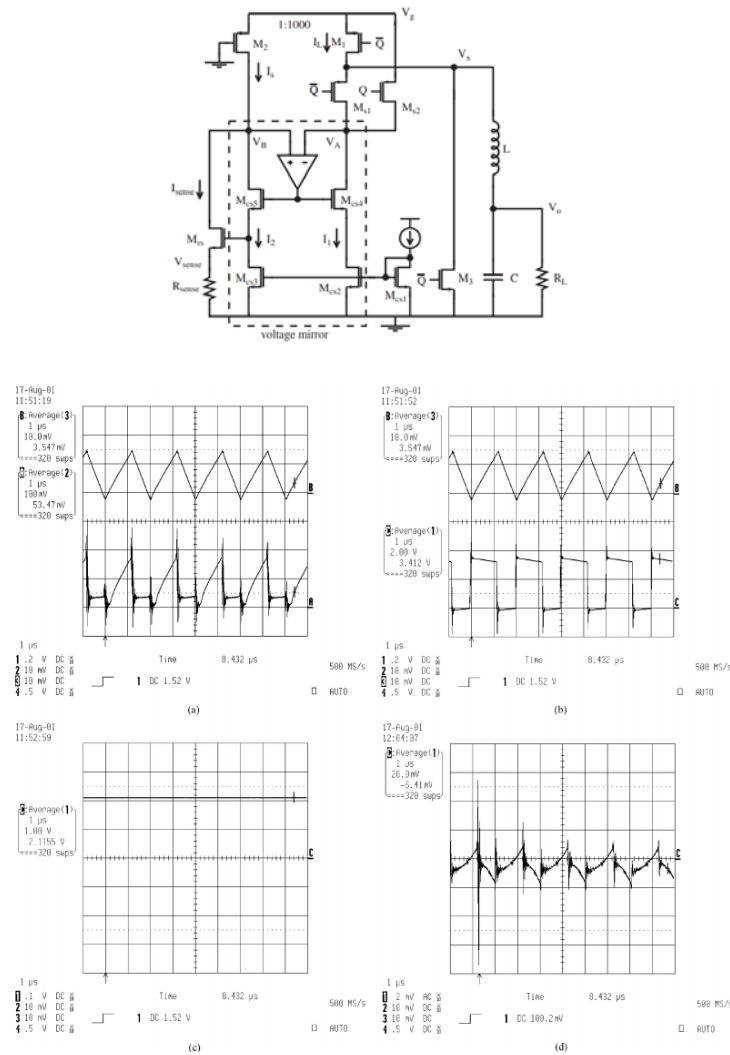 1:1000
V_g
M_2
I_L M_1 Q̅
V_x
I_s
Q̅ Q
M_s1 M_s2
V_B V_A
L
+ −
I_sense
V_o
M_cs5 M_cs4
M_rs I_2 I_1
V_sense
R_sense M_cs3 M_cs2 M_cs1 Q̅ M_3 C R_L
voltage mirror
17-Aug-01
11:51:19
B:Average(3)
1 µs
10.0mV
3.547mV
====320 swps
Average(2)
1 µs
100mV
53.47mV
====320 swps
B
A
1 µs
1 .2 V DC
2 10 mV DC
3 10 mV DC
4 .5 V DC
Time 8.432 µs
1 DC 1.52 V
500 MS/s
AUTO
(a)
17-Aug-01
11:51:52
B:Average(3)
1 µs
10.0mV
3.547mV
====320 swps
Average(1)
1 µs
2.00 V
3.412 V
====320 swps
B
C
1 µs
1 .2 V DC
2 10 mV DC
3 10 mV DC
4 .5 V DC
Time 8.432 µs
1 DC 1.52 V
500 MS/s
AUTO
(b)
17-Aug-01
11:52:59
Average(1)
1 µs
1.00 V
2.1155 V
====320 swps
C
1 µs
1 .1 V DC
2 10 mV DC
3 10 mV DC
4 .5 V DC
Time 8.432 µs
1 DC 1.52 V
500 MS/s
AUTO
(c)
17-Aug-01
12:04:07
Average(1)
1 µs
20.0mV
-6.41mV
====320 swps
C
1 µs
1 2 mV AC
2 10 mV DC
3 10 mV DC
4 .5 V DC
Time 8.432 µs
1 DC 100.2mV
500 MS/s
AUTO
(d)